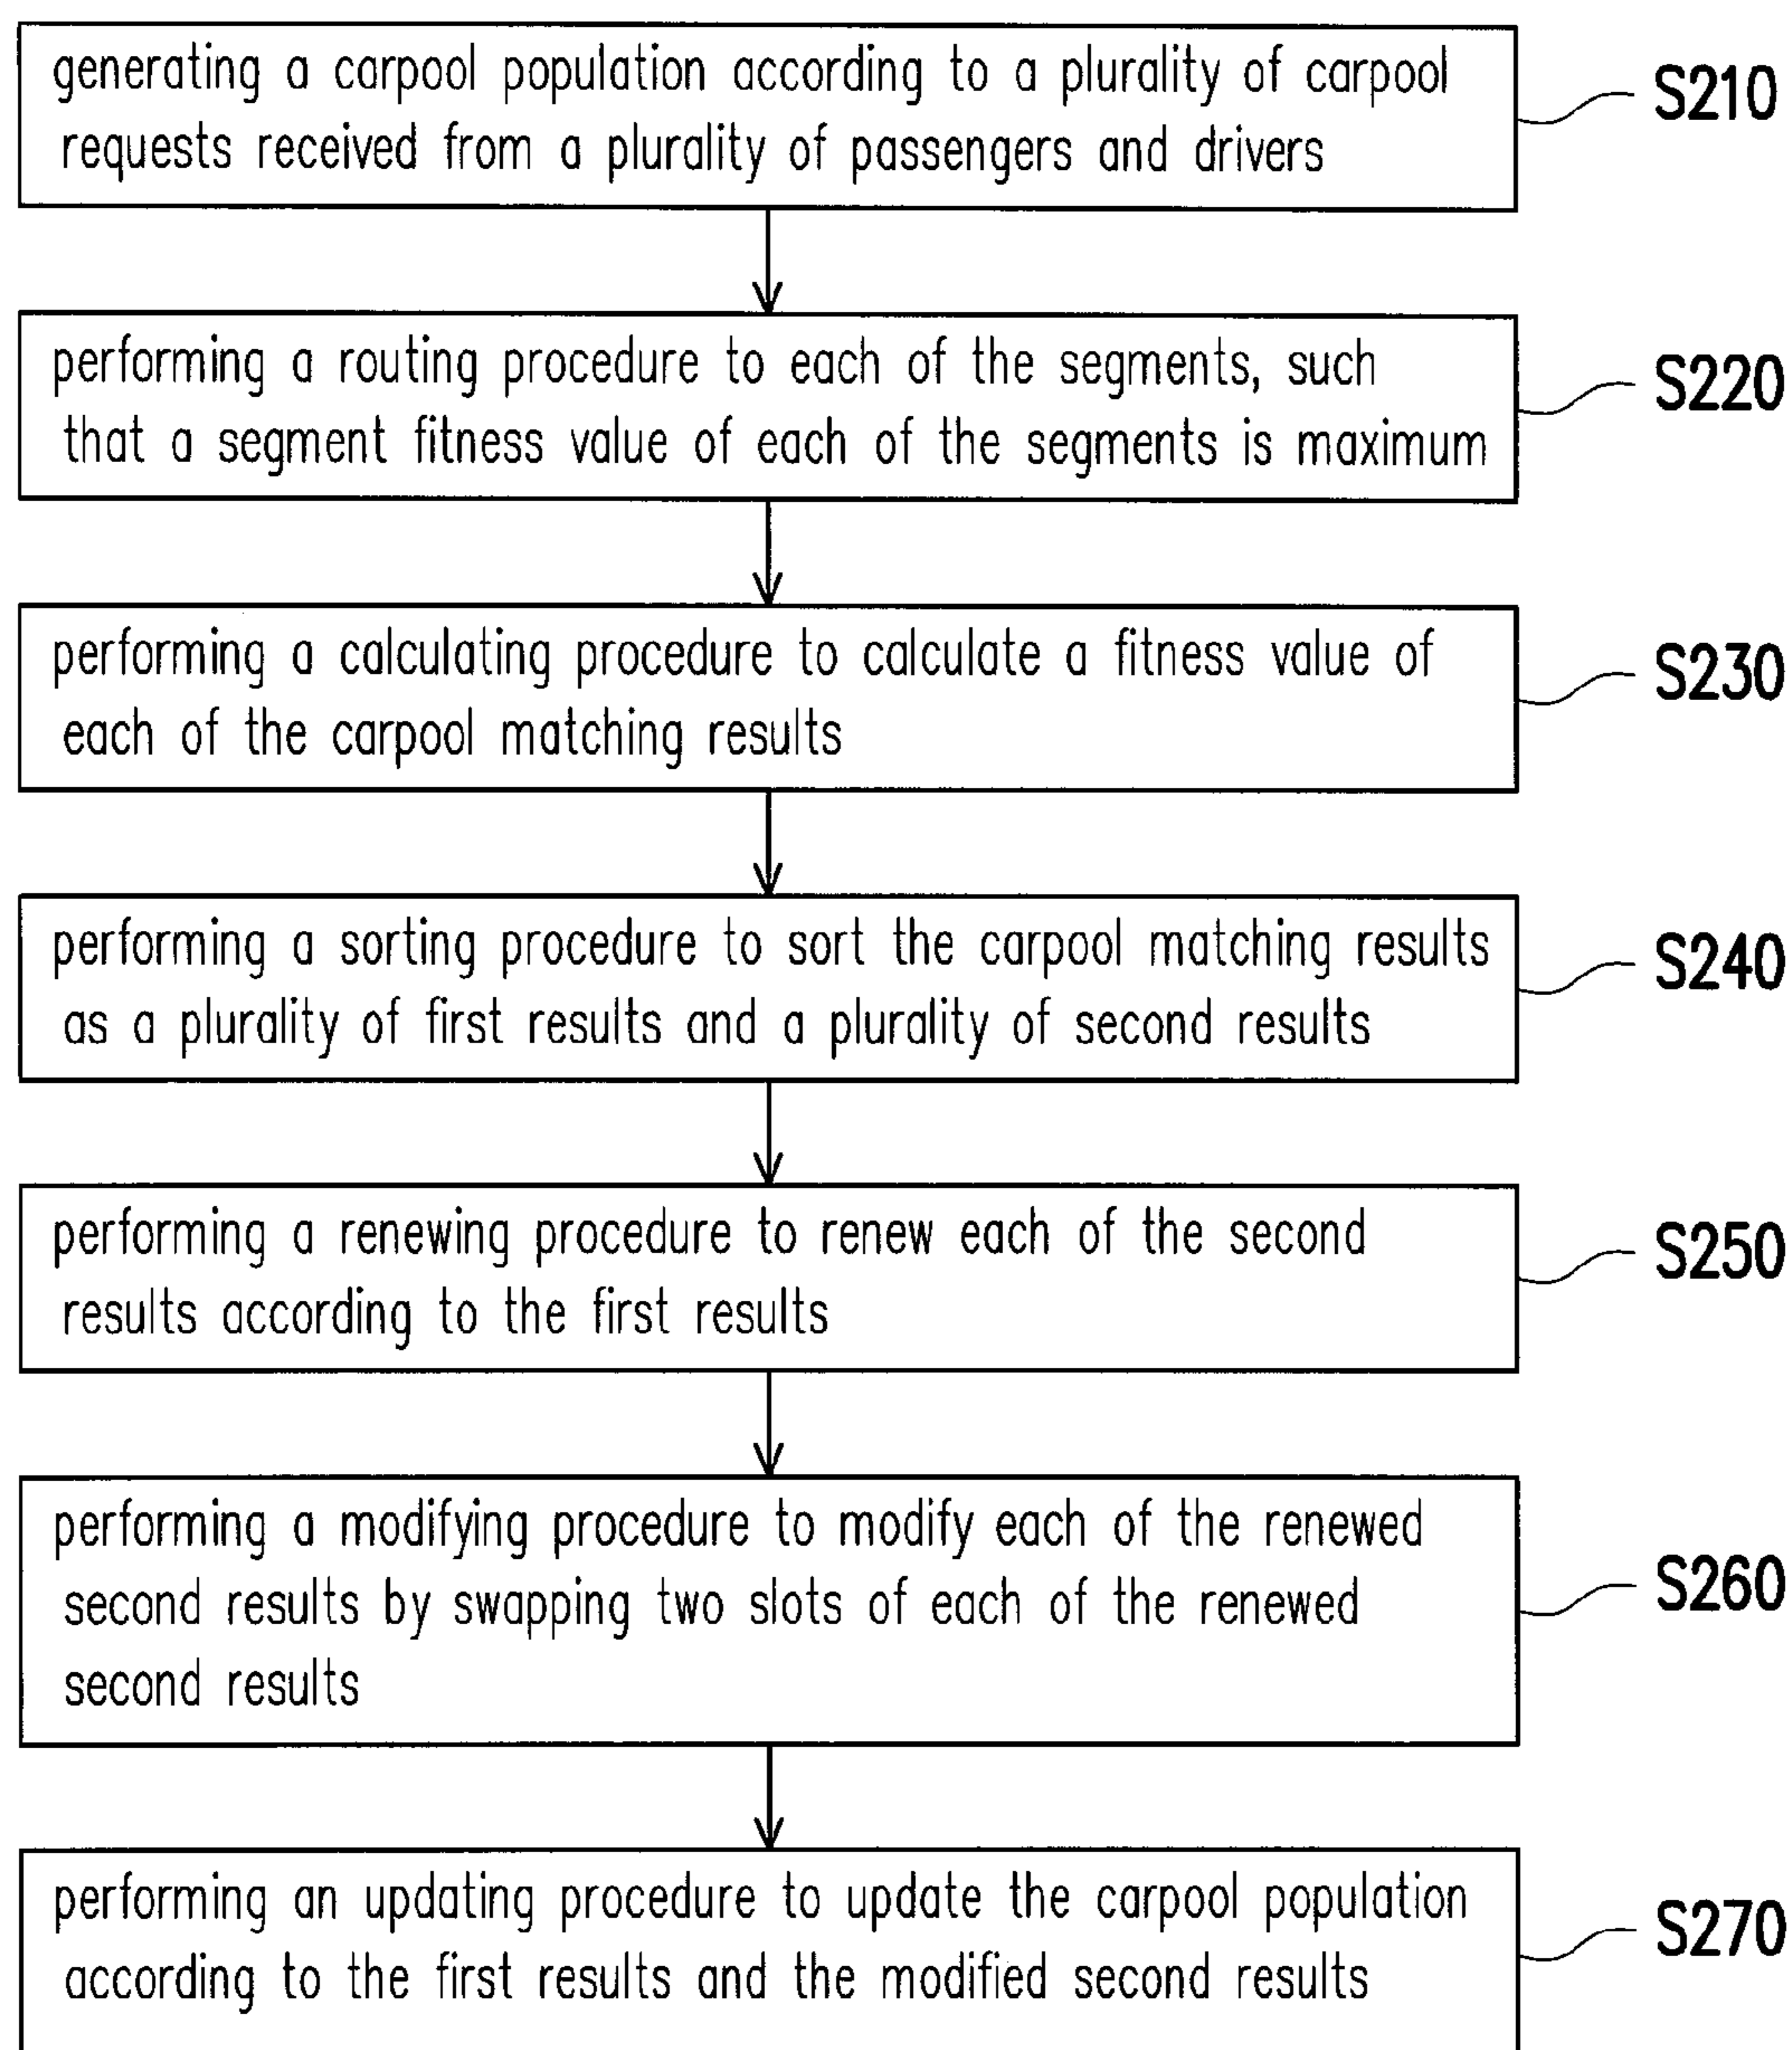 generating a carpool population according to a plurality of carpool
requests received from a plurality of passengers and drivers
S210
performing a routing procedure to each of the segments, such
that a segment fitness value of each of the segments is maximum
S220
performing a calculating procedure to calculate a fitness value of
each of the carpool matching results
S230
performing a sorting procedure to sort the carpool matching results
as a plurality of first results and a plurality of second results
S240
performing a renewing procedure to renew each of the second
results according to the first results
S250
performing a modifying procedure to modify each of the renewed
second results by swapping two slots of each of the renewed
second results
S260
performing an updating procedure to update the carpool population
according to the first results and the modified second results
S270